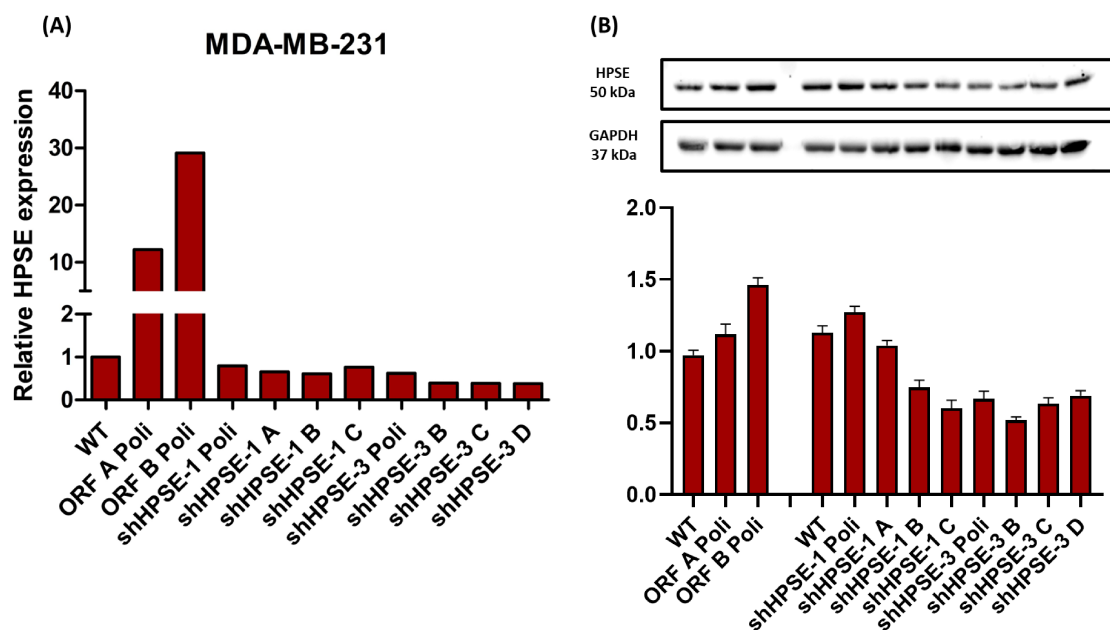 (A)
MDA-MB-231
Relative HPSE expression
40
30
20
10
2
1
0
WT
ORF A Poli
ORF B Poli
shHPSE-1 Poli
shHPSE-1 A
shHPSE-1 B
shHPSE-1 C
shHPSE-3 Poli
shHPSE-3 B
shHPSE-3 C
shHPSE-3 D
(B)
HPSE
50 kDa
GAPDH
37 kDa
2.0
1.5
1.0
0.5
0.0
WT
ORF A Poli
ORF B Poli
WT
shHPSE-1 Poli
shHPSE-1 A
shHPSE-1 B
shHPSE-1 C
shHPSE-3 Poli
shHPSE-3 B
shHPSE-3 C
shHPSE-3 D